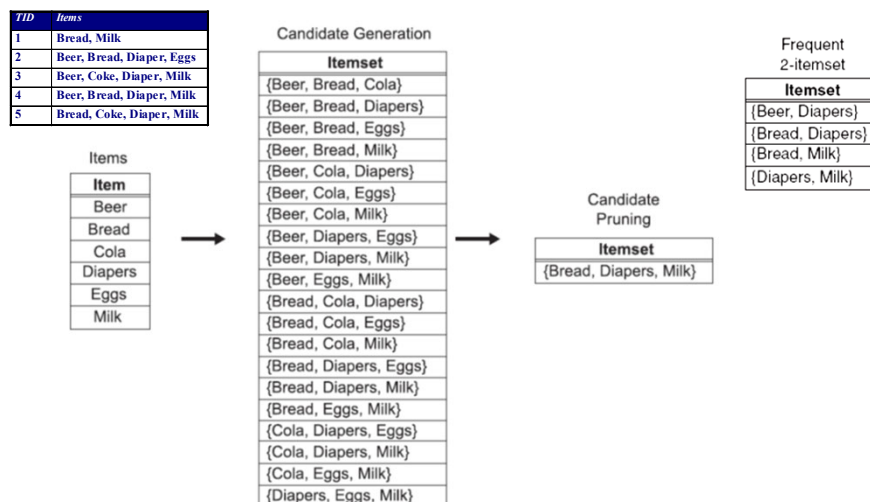 TID Items
1 Bread, Milk
2 Beer, Bread, Diaper, Eggs
3 Beer, Coke, Diaper, Milk
4 Beer, Bread, Diaper, Milk
5 Bread, Coke, Diaper, Milk
Items
Item
Beer
Bread
Cola
Diapers
Eggs
Milk
Candidate Generation
Itemset
{Beer, Bread, Cola}
{Beer, Bread, Diapers}
{Beer, Bread, Eggs}
{Beer, Bread, Milk}
{Beer, Cola, Diapers}
{Beer, Cola, Eggs}
{Beer, Cola, Milk}
{Beer, Diapers, Eggs}
{Beer, Diapers, Milk}
{Beer, Eggs, Milk}
{Bread, Cola, Diapers}
{Bread, Cola, Eggs}
{Bread, Cola, Milk}
{Bread, Diapers, Eggs}
{Bread, Diapers, Milk}
{Bread, Eggs, Milk}
{Cola, Diapers, Eggs}
{Cola, Diapers, Milk}
{Cola, Eggs, Milk}
{Diapers, Eggs, Milk}
Candidate
Pruning
Itemset
{Bread, Diapers, Milk}
Frequent
2-itemset
Itemset
{Beer, Diapers}
{Bread, Diapers}
{Bread, Milk}
{Diapers, Milk}